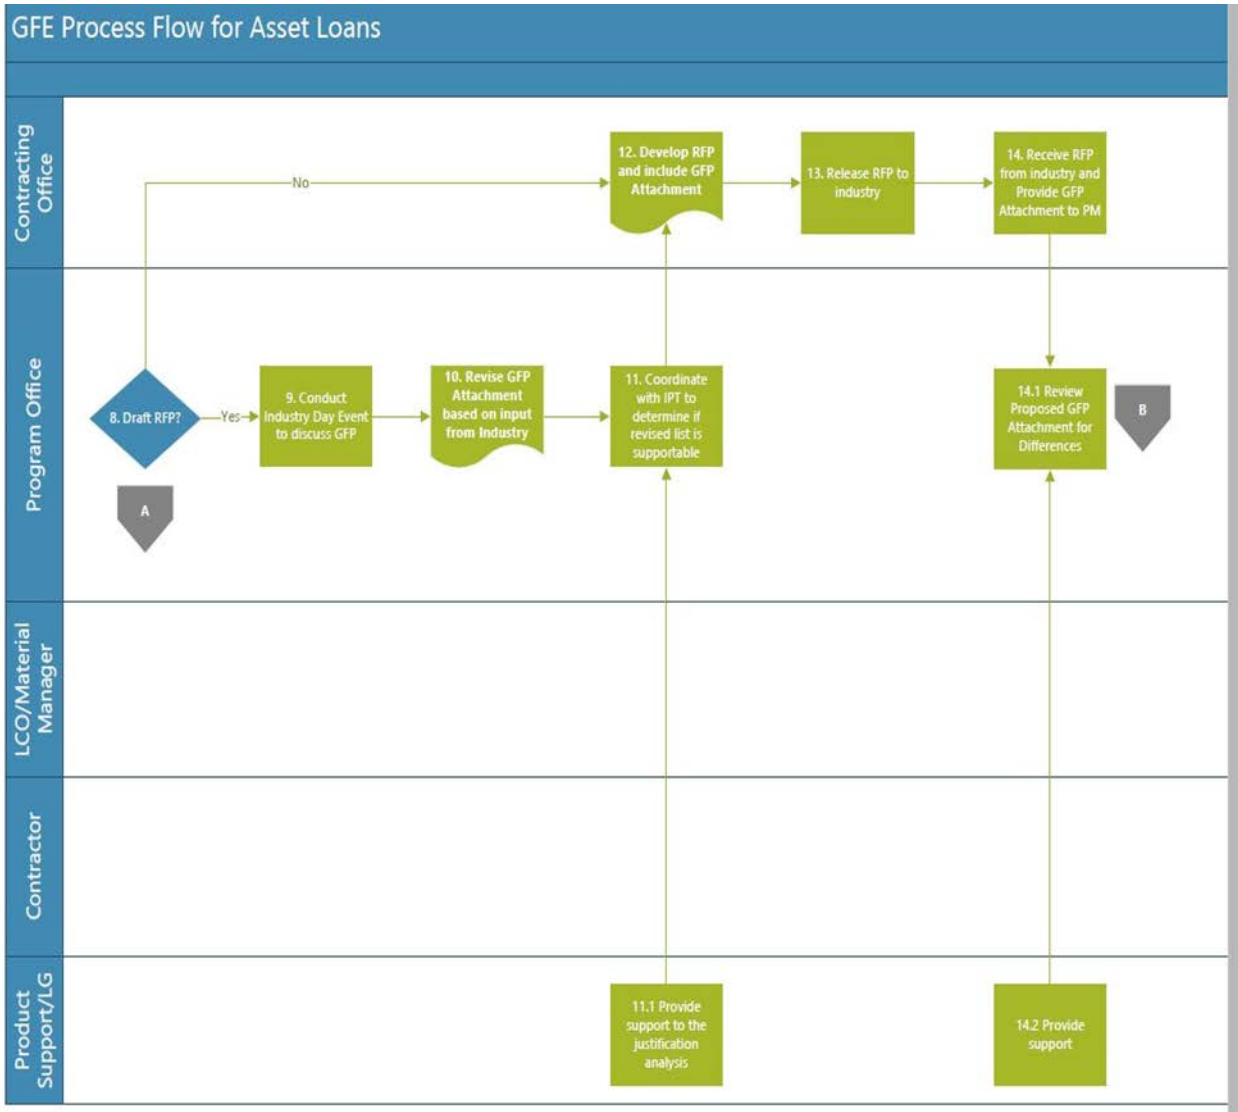 GFE Process Flow for Asset Loans
Contracting
Office
12. Develop RFP
and include GFP
Attachment
13. Release RFP to
industry
14. Receive RFP
from industry and
Provide GFP
Attachment to PM
No
Program Office
8. Draft RFP?
Yes
9. Conduct
Industry Day Event
to discuss GFP
10. Revise GFP
Attachment
based on input
from Industry
11. Coordinate
with IPT to
determine if
revised list is
supportable
14.1 Review
Proposed GFP
Attachment for
Differences
B
A
LCO/Material
Manager
Contractor
Product
Support/LG
11.1 Provide
support to the
justification
analysis
14.2 Provide
support